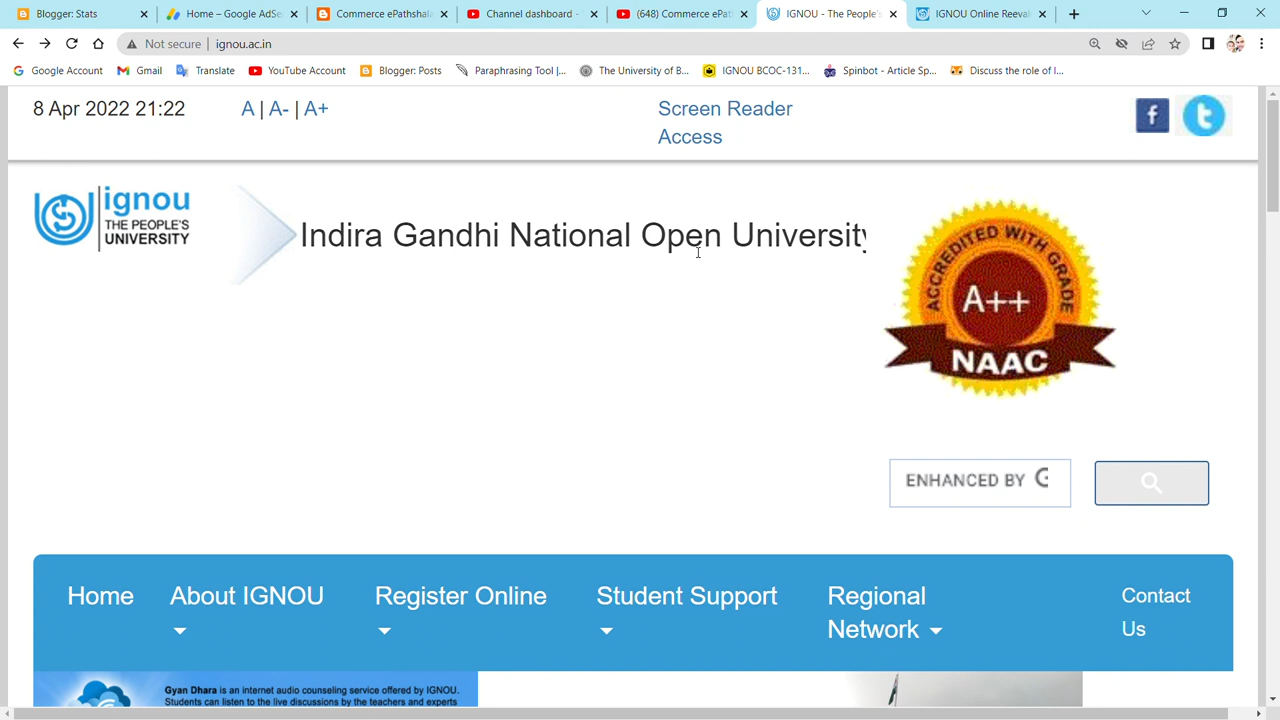 Blogger: Stats
Home – Google AdSe
Commerce ePathshal
Channel dashboard -
(648) Commerce ePat
IGNOU - The People's
IGNOU Online Reeval
Not secure | ignou.ac.in
Google Account
Gmail
Translate
YouTube Account
Blogger: Posts
Paraphrasing Tool |...
The University of B...
IGNOU BCOC-131...
Spinbot - Article Sp...
Discuss the role of I...
8 Apr 2022 21:22
A | A- | A+
Screen Reader
Access
ignou
THE PEOPLE'S
UNIVERSITY
Indira Gandhi National Open University
ACCREDITED WITH GRADE
A++
NAAC
ENHANCED BY G
Home
About IGNOU
Register Online
Student Support
Regional
Network
Contact
Us
Gyan Dhara is an internet audio counseling service offered by IGNOU.
Students can listen to the live discussions by the teachers and experts